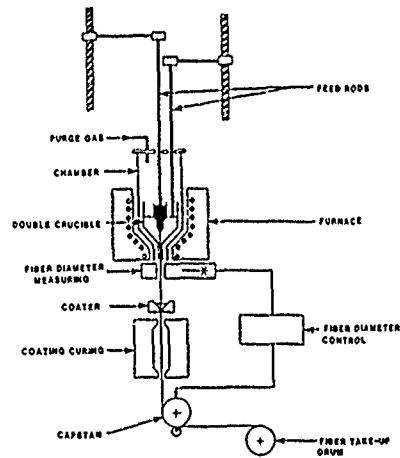 FEED RODS
PURGE GAS
CHAMBER
DOUBLE CRUCIBLE
FURNACE
FIBER DIAMETER
MEASURING
COATER
FIBER DIAMETER
CONTROL
COATING CURING
CAPSTAN
FIBER TAKE-UP
DRUM